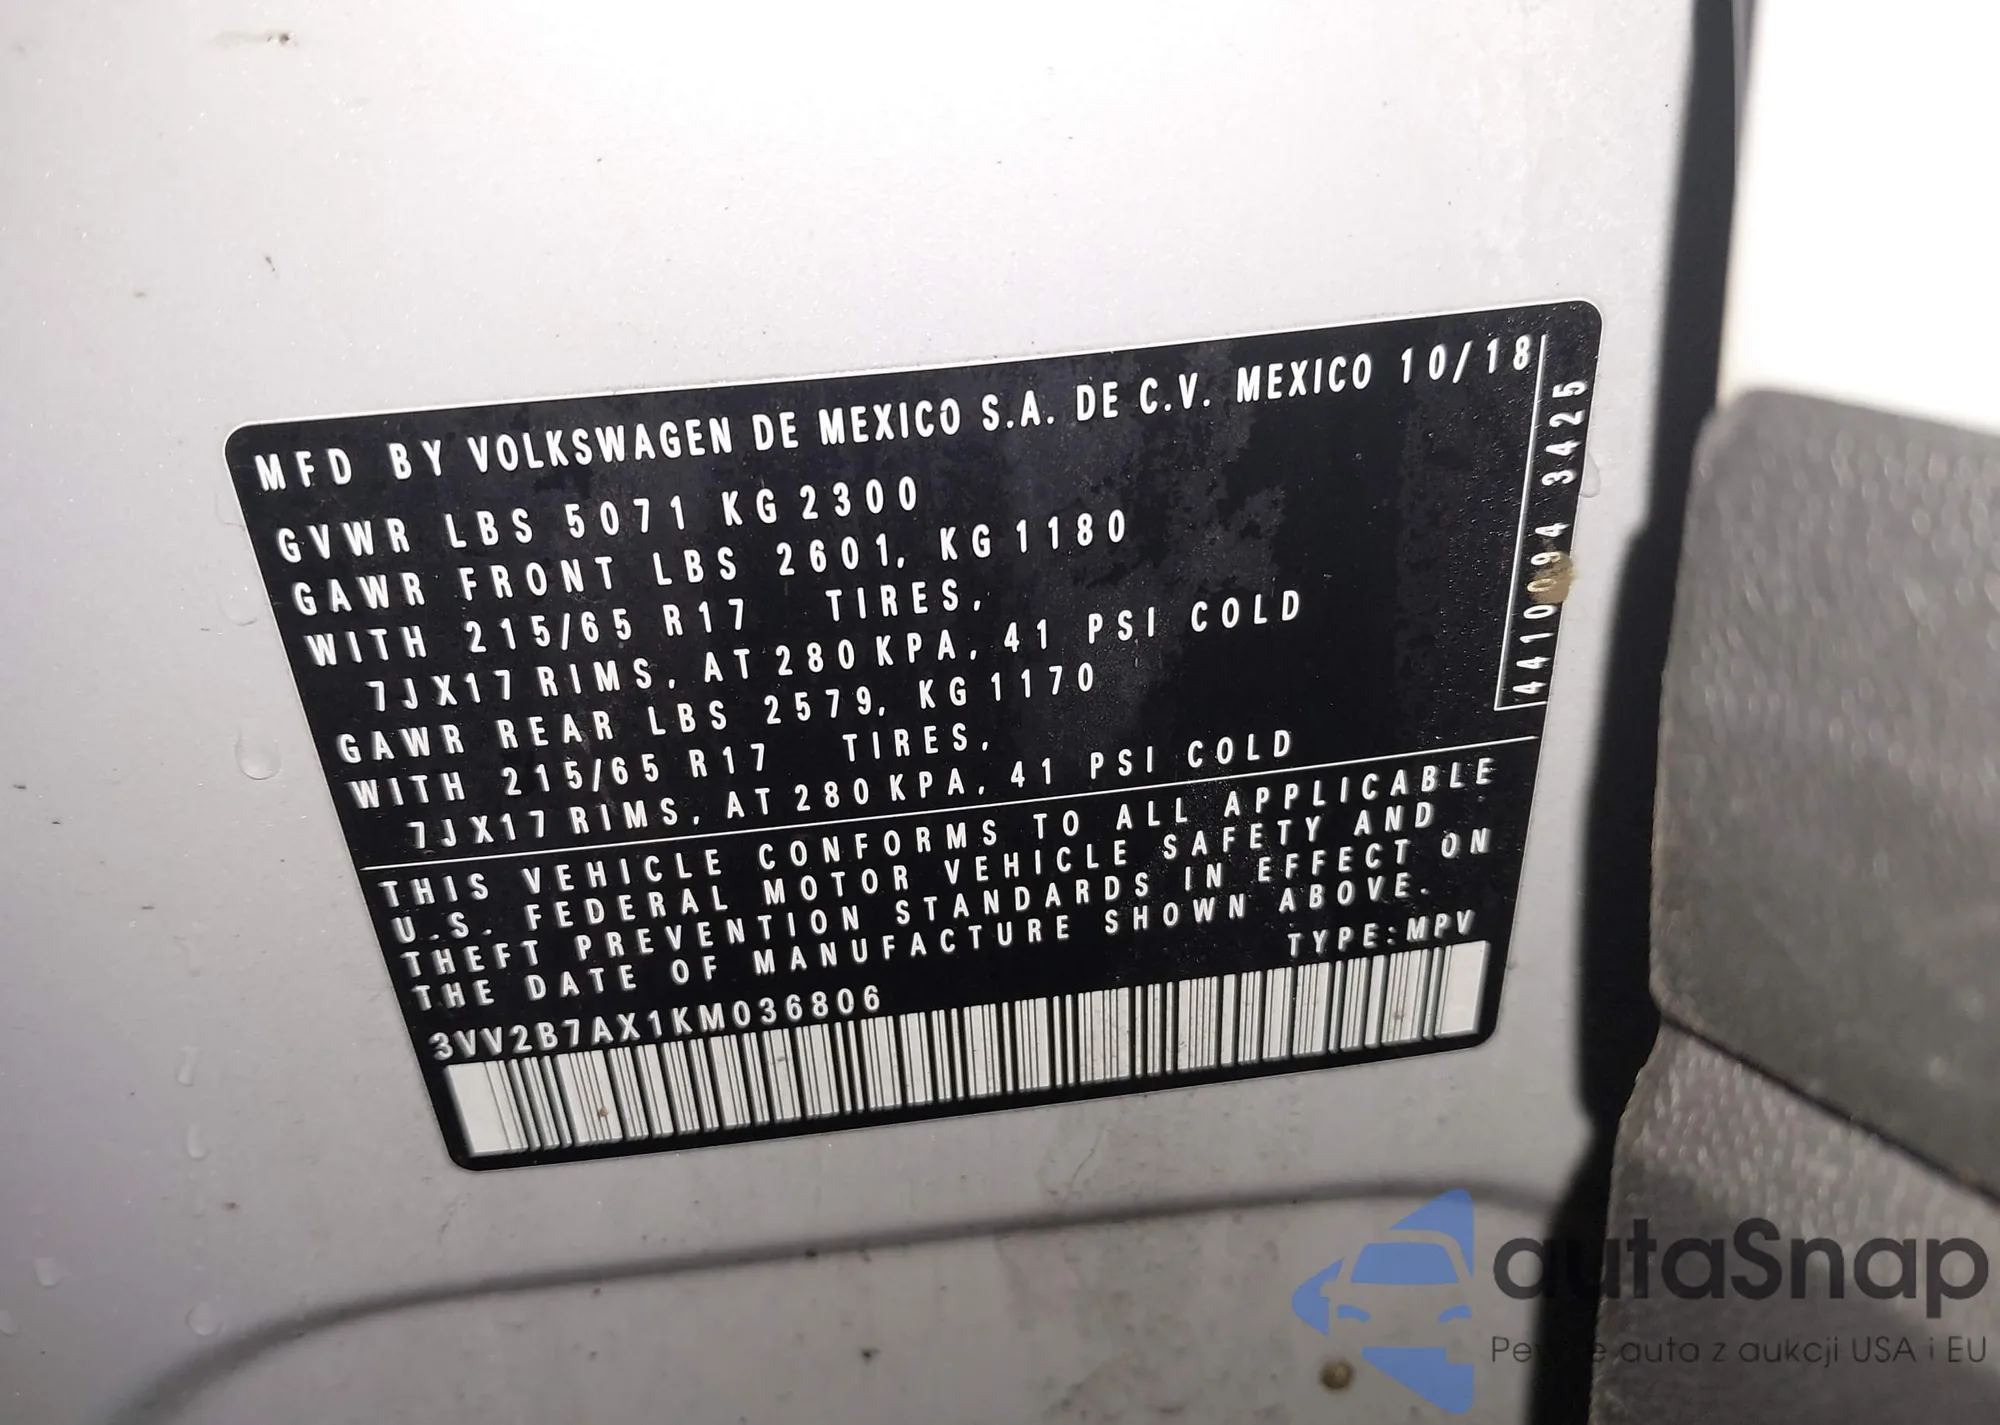 MFD BY VOLKSWAGEN DE MEXICO S.A. DE C.V. MEXICO 10/18
GVWR LBS 5071 KG 2300
GAWR FRONT LBS 2601, KG 1180
WITH 215/65 R17 TIRES,
7JX17 RIMS, AT 280 KPA, 41 PSI COLD
GAWR REAR LBS 2579, KG 1170
WITH 215/65 R17 TIRES,
7JX17 RIMS, AT 280 KPA, 41 PSI COLD
4410094 3425
THIS VEHICLE CONFORMS TO ALL APPLICABLE
U.S. FEDERAL MOTOR VEHICLE SAFETY AND
THEFT PREVENTION STANDARDS IN EFFECT ON
THE DATE OF MANUFACTURE SHOWN ABOVE.
TYPE:MPV
3VV2B7AX1KM036806
autaSnap
auta z aukcji USA i EU